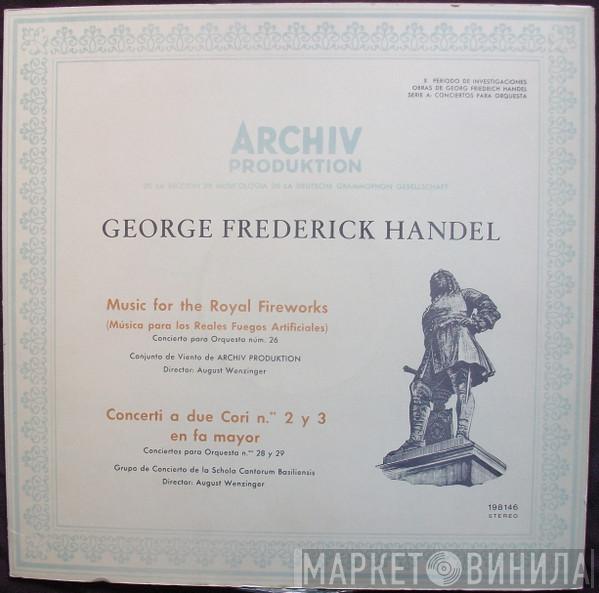 X PERIODO DE INVESTIGACIONES
OBRAS DE GEORG FRIEDRICH HANDEL
SERIE A: CONCIERTOS PARA ORQUESTA
ARCHIV
PRODUKTION
DE LA SECCION DE MUSICOLOGIA DE LA DEUTSCHE GRAMMOPHON GESELLSCHAFT
GEORGE FREDERICK HANDEL
Music for the Royal Fireworks
(Música para los Reales Fuegos Artificiales)
Concierto para Orquesta núm. 26
Conjunto de Viento de ARCHIV PRODUKTION
Director: August Wenzinger
Concerti a due Cori n.ᵒˢ 2 y 3
en fa mayor
Conciertos para Orquesta n.ᵒˢ 28 y 29
Grupo de Concierto de la Schola Cantorum Basiliensis
Director: August Wenzinger
198146
STEREO
МАРКЕТ ВИНИЛА